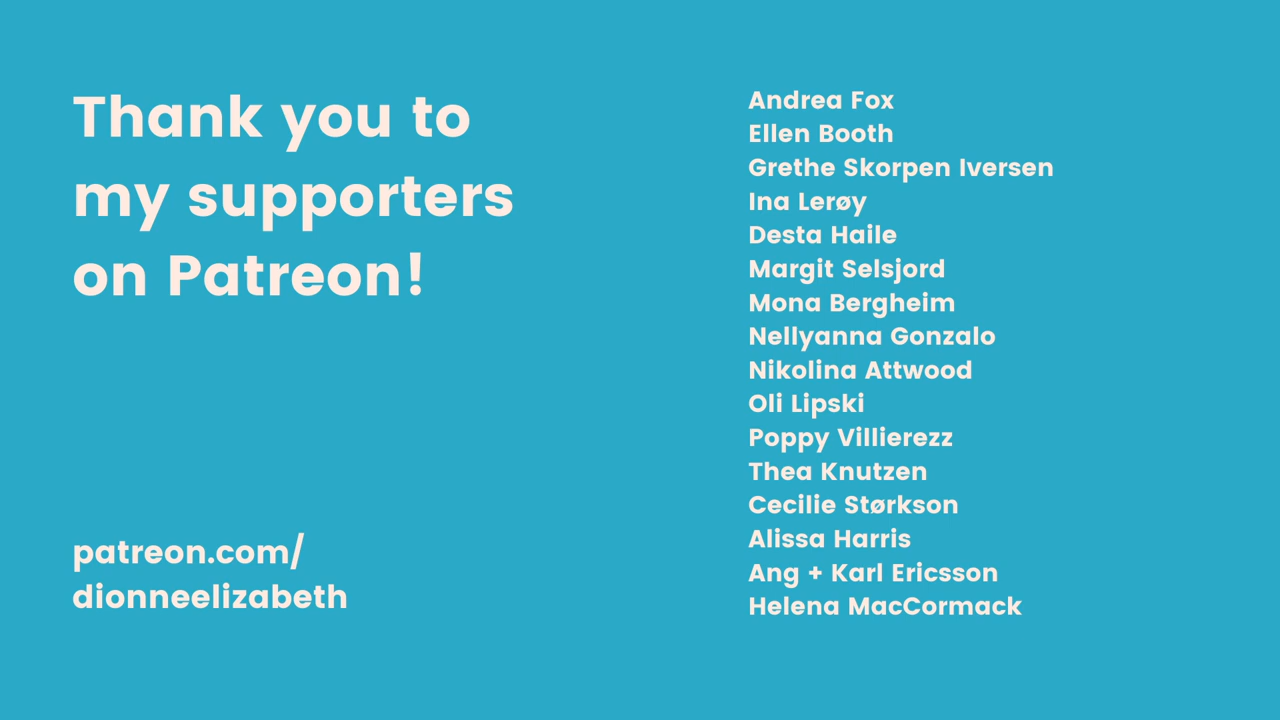 Thank you to
my supporters
on Patreon!
patreon.com/
dionneelizabeth
Andrea Fox
Ellen Booth
Grethe Skorpen Iversen
Ina Lerøy
Desta Haile
Margit Selsjord
Mona Bergheim
Nellyanna Gonzalo
Nikolina Attwood
Oli Lipski
Poppy Villierezz
Thea Knutzen
Cecilie Størkson
Alissa Harris
Ang + Karl Ericsson
Helena MacCormack